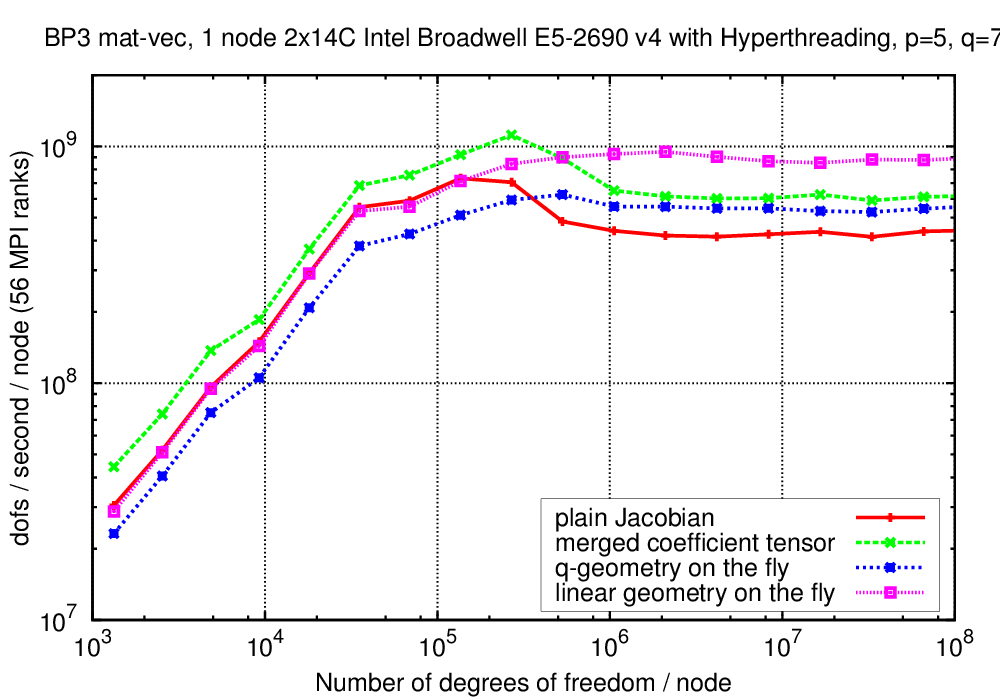 BP3 mat-vec, 1 node 2x14C Intel Broadwell E5-2690 v4 with Hyperthreading, p=5, q=7
dofs / second / node (56 MPI ranks)
10^9
10^8
10^7
plain Jacobian
merged coefficient tensor
q-geometry on the fly
linear geometry on the fly
10^3 10^4 10^5 10^6 10^7 10^8
Number of degrees of freedom / node